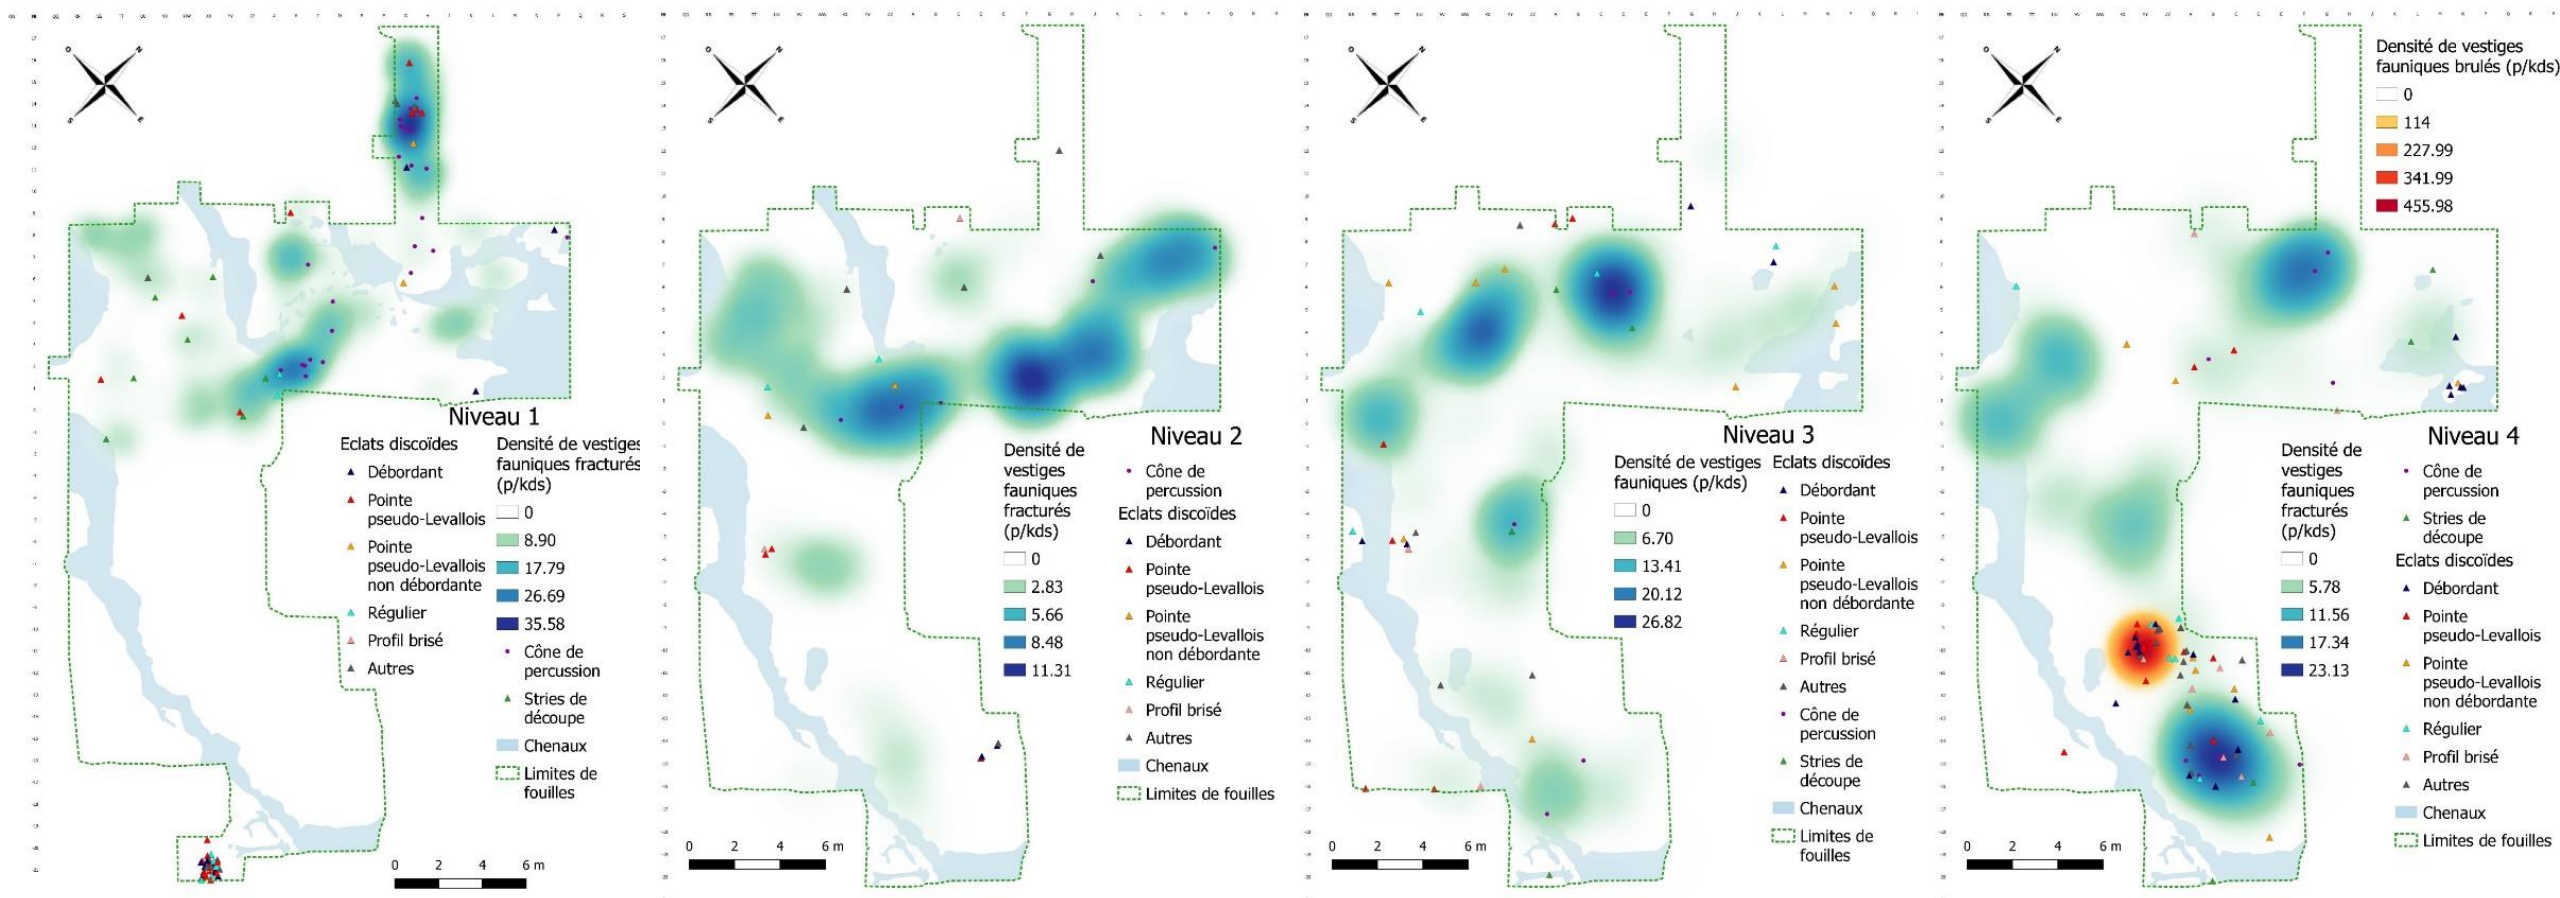 O
N
S
E
Niveau 1
Eclats discoïdes
Débordant
Pointe
pseudo-Levallois
Pointe
pseudo-Levallois
non débordante
Régulier
Profil brisé
Autres
Densité de vestiges
fauniques fracturés
(p/kds)
0
8.90
17.79
26.69
35.58
Cône de
percussion
Stries de
découpe
Chenaux
Limites de
fouilles
0 2 4 6 m
O
N
S
E
Niveau 2
Densité de
vestiges
fauniques
fracturés
(p/kds)
0
2.83
5.66
8.48
11.31
Cône de
percussion
Eclats discoïdes
Débordant
Pointe
pseudo-Levallois
Pointe
pseudo-Levallois
non débordante
Régulier
Profil brisé
Autres
Chenaux
Limites de fouilles
0 2 4 6 m
O
N
S
E
Niveau 3
Densité de vestiges
fauniques (p/kds)
0
6.70
13.41
20.12
26.82
Eclats discoïdes
Débordant
Pointe
pseudo-Levallois
Pointe
pseudo-Levallois
non débordante
Régulier
Profil brisé
Autres
Cône de
percussion
Stries de
découpe
Chenaux
Limites de
fouilles
0 2 4 6 m
O
N
S
E
Densité de vestiges
fauniques brulés (p/kds)
0
114
227.99
341.99
455.98
Niveau 4
Densité de
vestiges
fauniques
fracturés
(p/kds)
0
5.78
11.56
17.34
23.13
Cône de
percussion
Stries de
découpe
Eclats discoïdes
Débordant
Pointe
pseudo-Levallois
Pointe
pseudo-Levallois
non débordante
Régulier
Profil brisé
Autres
Chenaux
Limites de fouilles
0 2 4 6 m